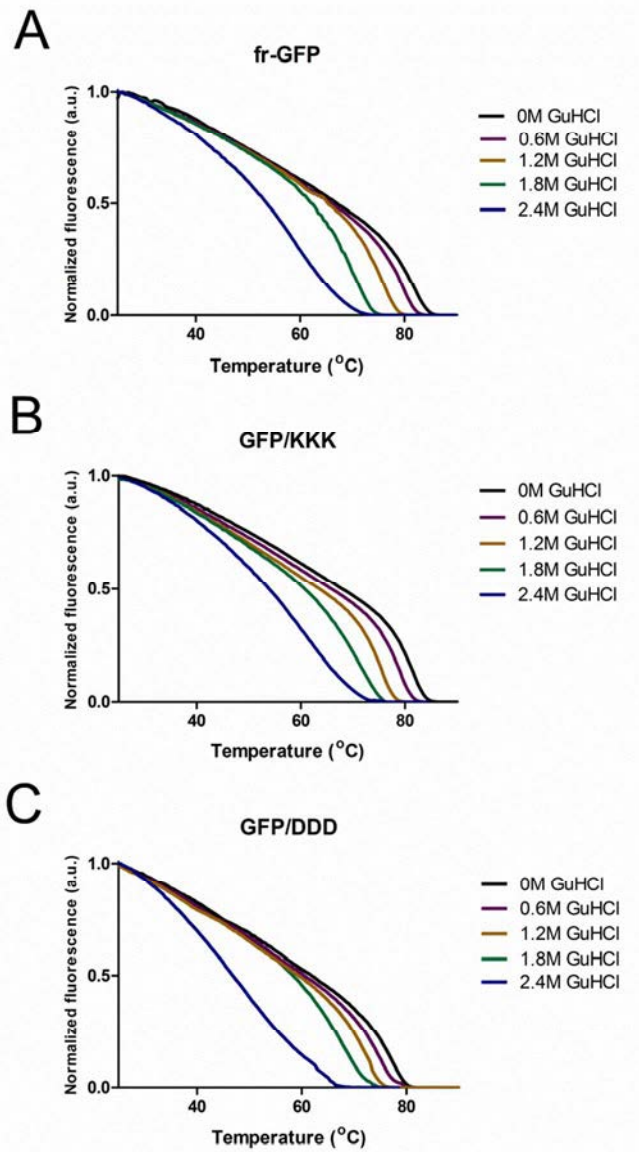 A
fr-GFP
Normalized fluorescence (a.u.)
1.0
0.5
0.0
40
60
80
Temperature (°C)
0M GuHCl
0.6M GuHCl
1.2M GuHCl
1.8M GuHCl
2.4M GuHCl
B
GFP/KKK
Normalized fluorescence (a.u.)
1.0
0.5
0.0
40
60
80
Temperature (°C)
0M GuHCl
0.6M GuHCl
1.2M GuHCl
1.8M GuHCl
2.4M GuHCl
C
GFP/DDD
Normalized fluorescence (a.u.)
1.0
0.5
0.0
40
60
80
Temperature (°C)
0M GuHCl
0.6M GuHCl
1.2M GuHCl
1.8M GuHCl
2.4M GuHCl